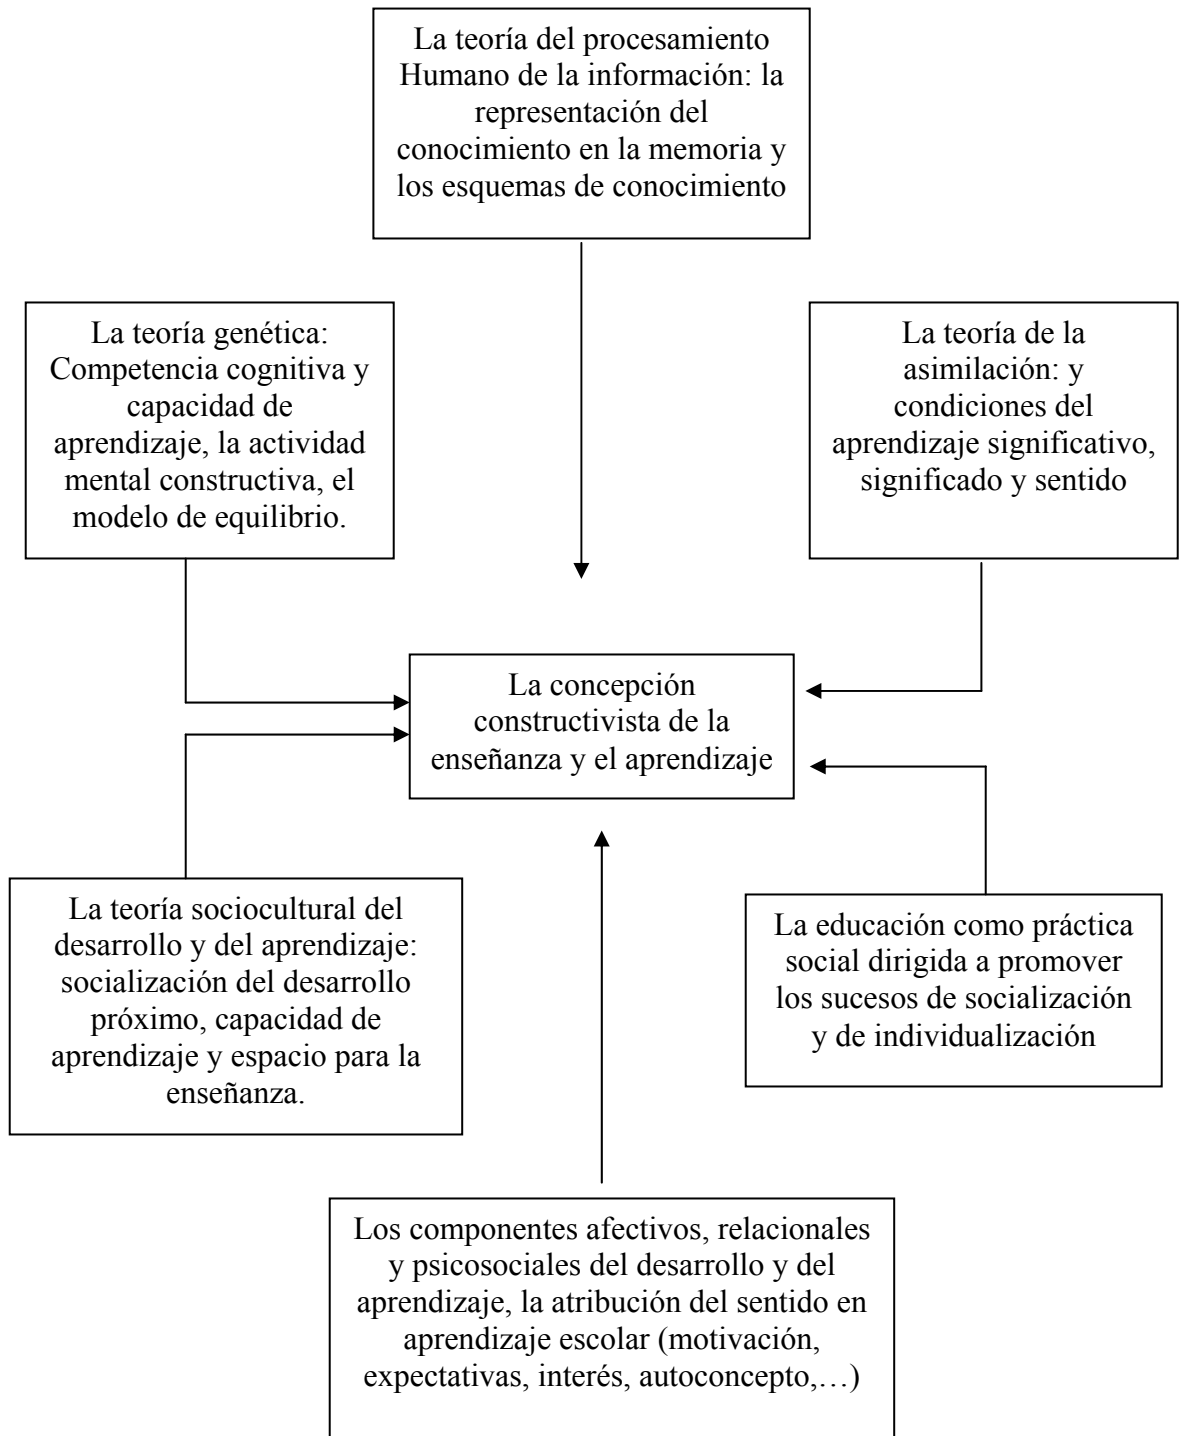 La teoría del procesamiento
Humano de la información: la
representación del
conocimiento en la memoria y
los esquemas de conocimiento
La teoría genética:
Competencia cognitiva y
capacidad de
aprendizaje, la actividad
mental constructiva, el
modelo de equilibrio.
La teoría de la
asimilación: y
condiciones del
aprendizaje significativo,
significado y sentido
La concepción
constructivista de la
enseñanza y el aprendizaje
La teoría sociocultural del
desarrollo y del aprendizaje:
socialización del desarrollo
próximo, capacidad de
aprendizaje y espacio para la
enseñanza.
La educación como práctica
social dirigida a promover
los sucesos de socialización
y de individualización
Los componentes afectivos, relacionales
y psicosociales del desarrollo y del
aprendizaje, la atribución del sentido en
aprendizaje escolar (motivación,
expectativas, interés, autoconcepto,…)